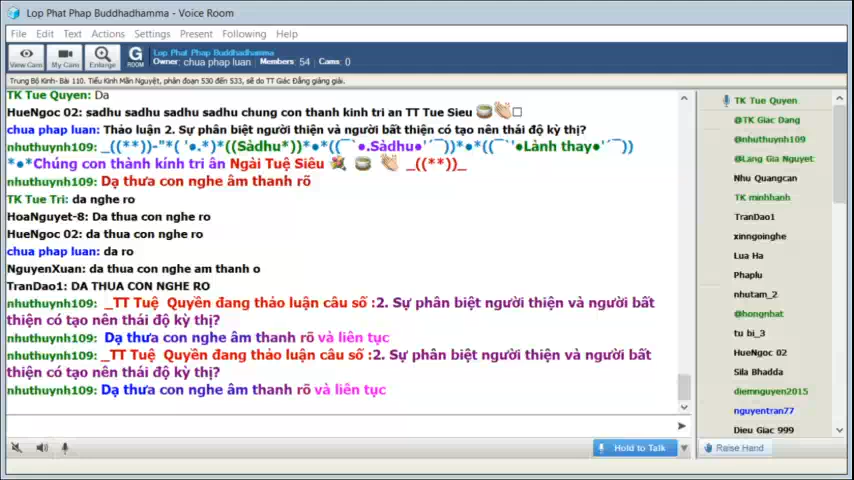 Lop Phat Phap Buddhadhamma - Voice Room
File Edit Text Actions Settings Present Following Help
View Cam My Cam Enlarge G ROOM Lop Phat Phap Buddhadhamma
Owner: chua phap luan : Members: 54 : Cams: 0
Trung Bộ Kinh- Bài 110. Tiểu Kinh Mãn Nguyệt, phân đoạn 530 đến 533, sẽ do TT Giác Đẳng giảng giải.
TK Tue Quyen: Da
HueNgoc 02: sadhu sadhu sadhu sadhu chung con thanh kinh tri an TT Tue Sieu 🍵👏□
chua phap luan: Thảo luận 2. Sự phân biệt người thiện và người bất thiện có tạo nên thái độ kỳ thị?
nhuthuynh109: _((**))-"*( '●.*)*((Sàdhu*))*●*((¯`●.Sàdhu●'´¯))*●*((¯`'●Lảnh thay●'´¯))
*●*Chúng con thành kính tri ân Ngài Tuệ Siêu 💐 🍵 👏 _((**))_
nhuthuynh109: Dạ thưa con nghe âm thanh rõ
TK Tue Tri: da nghe ro
HoaNguyet-8: Da thua con nghe ro
HueNgoc 02: da thua con nghe ro
chua phap luan: da ro
NguyenXuan: da thua con nghe am thanh o
TranDao1: DA THUA CON NGHE RO
nhuthuynh109: _TT Tuệ Quyền đang thảo luận câu số :2. Sự phân biệt người thiện và người bất
thiện có tạo nên thái độ kỳ thị?
nhuthuynh109: Dạ thưa con nghe âm thanh rõ và liên tục
nhuthuynh109: _TT Tuệ Quyền đang thảo luận câu số :2. Sự phân biệt người thiện và người bất
thiện có tạo nên thái độ kỳ thị?
nhuthuynh109: Dạ thưa con nghe âm thanh rõ và liên tục
TK Tue Quyen
@TK Giac Dang
@nhuthuynh109
@Lang Gia Nguyet
Nhu Quangcan
TK minhhanh
TranDao1
xinngoinghe
Lua Ha
Phaplu
nhutam_2
@hongnhat
tu bi_3
HueNgoc 02
Sila Bhadda
diemnguyen2015
nguyentran77
Dieu Giac 999
Hold to Talk
Raise Hand